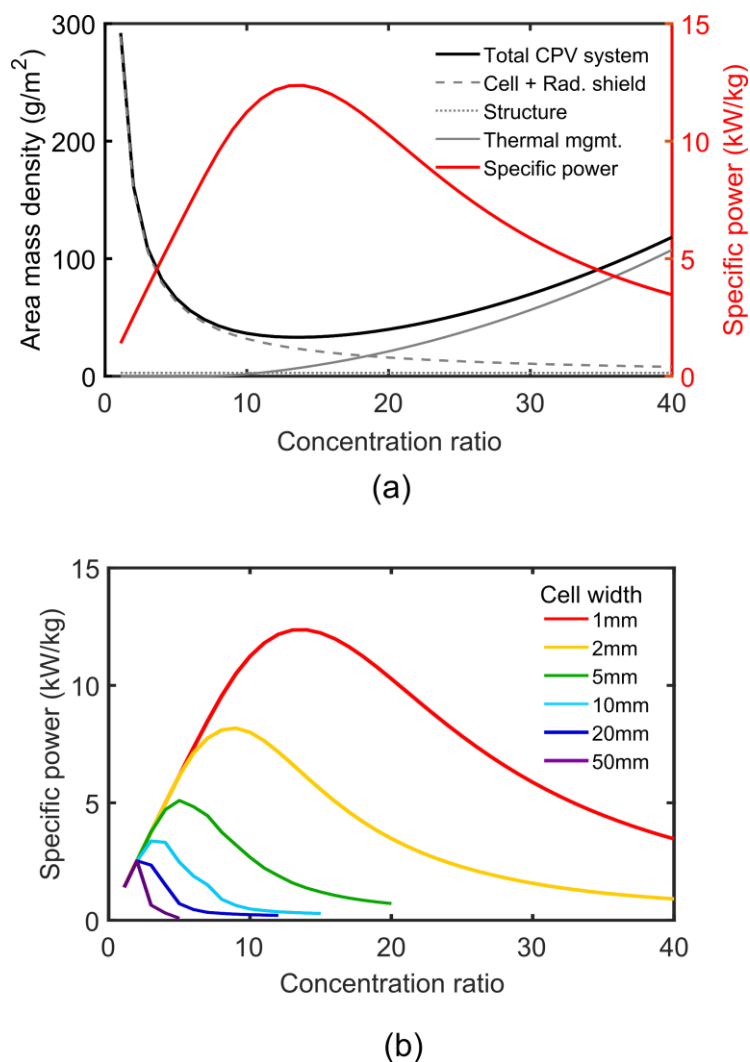 300
200
100
0
Area mass density (g/m²)
Total CPV system
Cell + Rad. shield
Structure
Thermal mgmt.
Specific power
15
10
5
0
Specific power (kW/kg)
0 10 20 30 40
Concentration ratio
(a)
15
10
5
0
Specific power (kW/kg)
Cell width
1mm
2mm
5mm
10mm
20mm
50mm
0 10 20 30 40
Concentration ratio
(b)